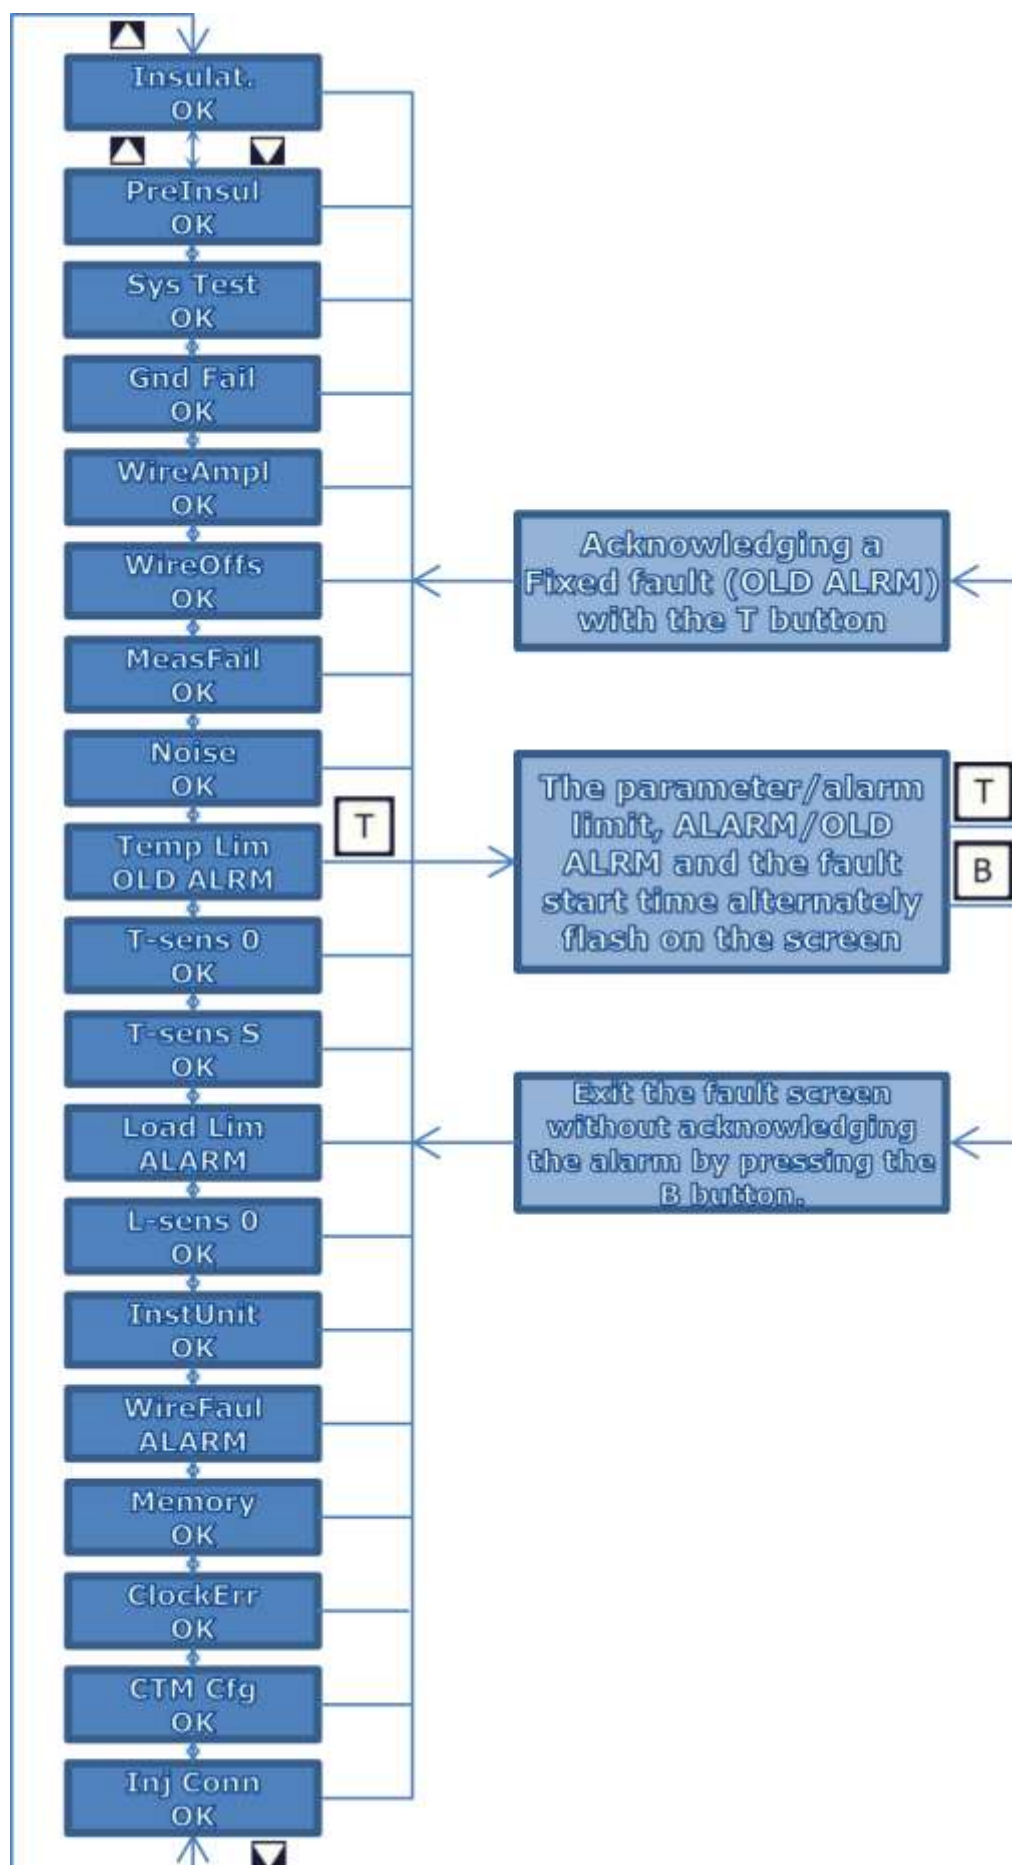 Insulat.
OK
PreInsul
OK
Sys Test
OK
Gnd Fail
OK
WireAmpl
OK
WireOffs
OK
MeasFail
OK
Noise
OK
Temp Lim
OLD ALRM
T-sens 0
OK
T-sens S
OK
Load Lim
ALARM
L-sens 0
OK
InstUnit
OK
WireFaul
ALARM
Memory
OK
ClockErr
OK
CTM Cfg
OK
Inj Conn
OK
T
Acknowledging a
Fixed fault (OLD ALRM)
with the T button
The parameter/alarm
limit, ALARM/OLD
ALRM and the fault
start time alternately
flash on the screen
T
B
Exit the fault screen
without acknowledging
the alarm by pressing the
B button.